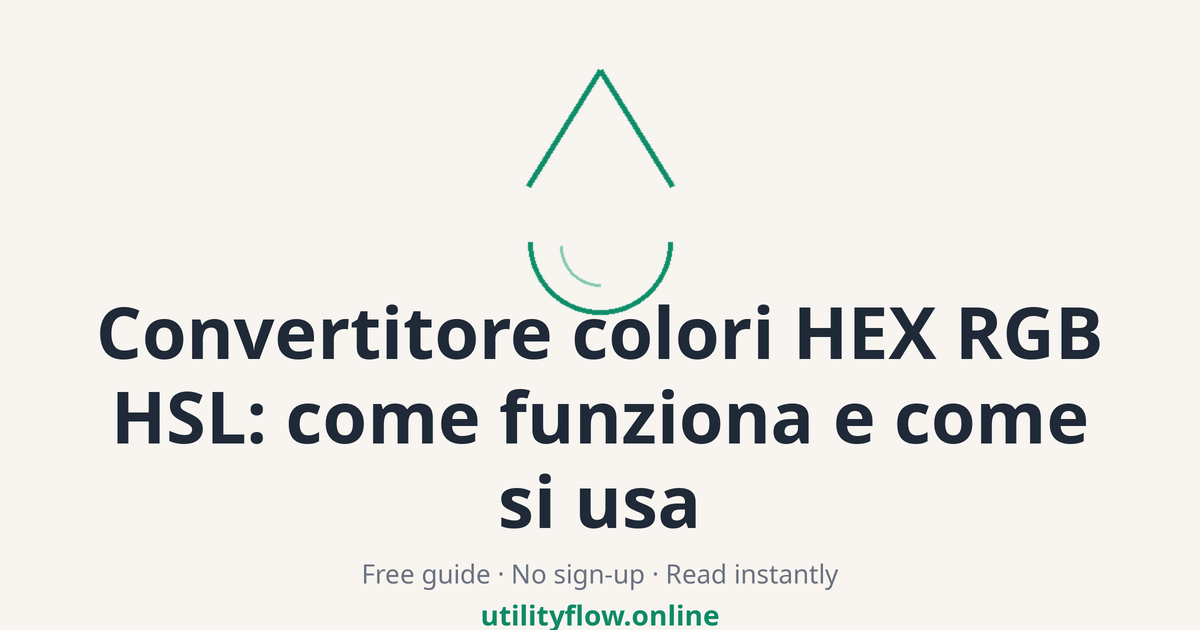 Convertitore colori HEX RGB
HSL: come funziona e come
si usa
Free guide · No sign-up · Read instantly
utilityflow.online